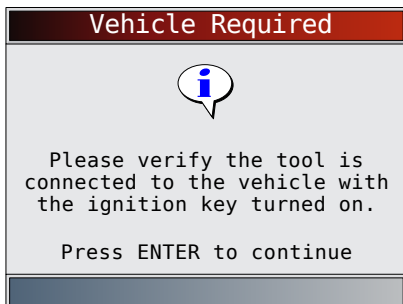 Vehicle Required
i
Please verify the tool is
connected to the vehicle with
the ignition key turned on.
Press ENTER to continue